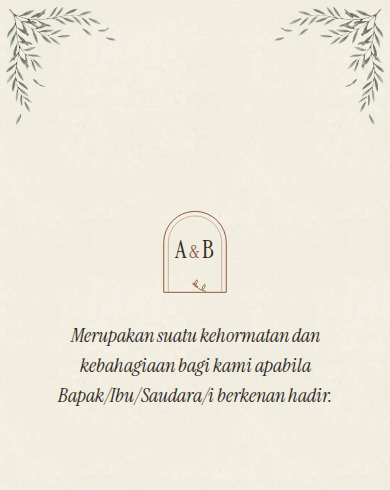 A & B
Merupakan suatu kehormatan dan
kebahagiaan bagi kami apabila
Bapak/Ibu/Saudara/i berkenan hadir.